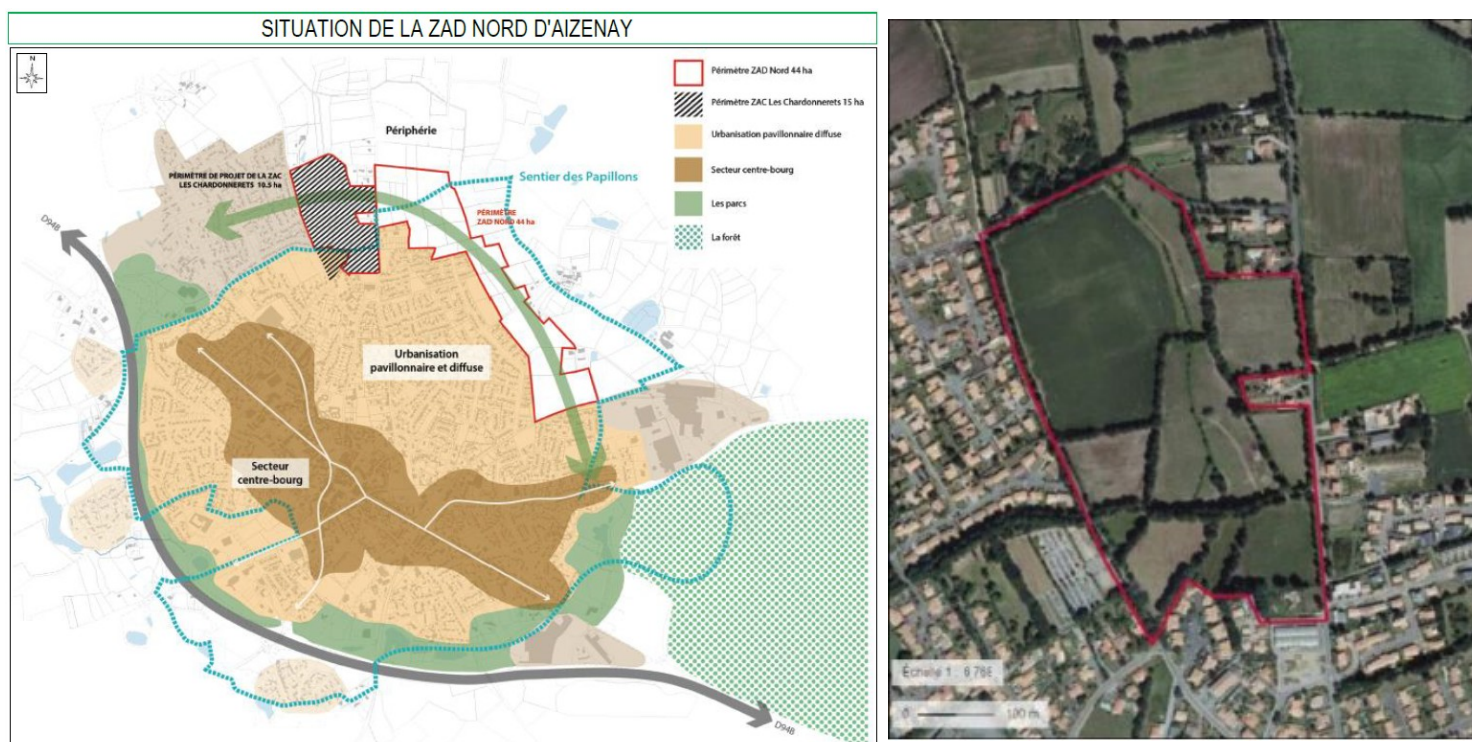 SITUATION DE LA ZAD NORD D'AIZENAY
N
Périmètre ZAD Nord 44 ha
Périmètre ZAC Les Chardonnerets 15 ha
Urbanisation pavillonnaire diffuse
Secteur centre-bourg
Les parcs
La forêt
Périphérie
PÉRIMÈTRE DE PROJET DE LA ZAC
LES CHARDONNERETS 10.5 ha
Sentier des Papillons
PÉRIMÈTRE
ZAD NORD 44 ha
D948
Urbanisation
pavillonnaire et diffuse
Secteur
centre-bourg
D948
Échelle 1 : 6 768
0 100 m